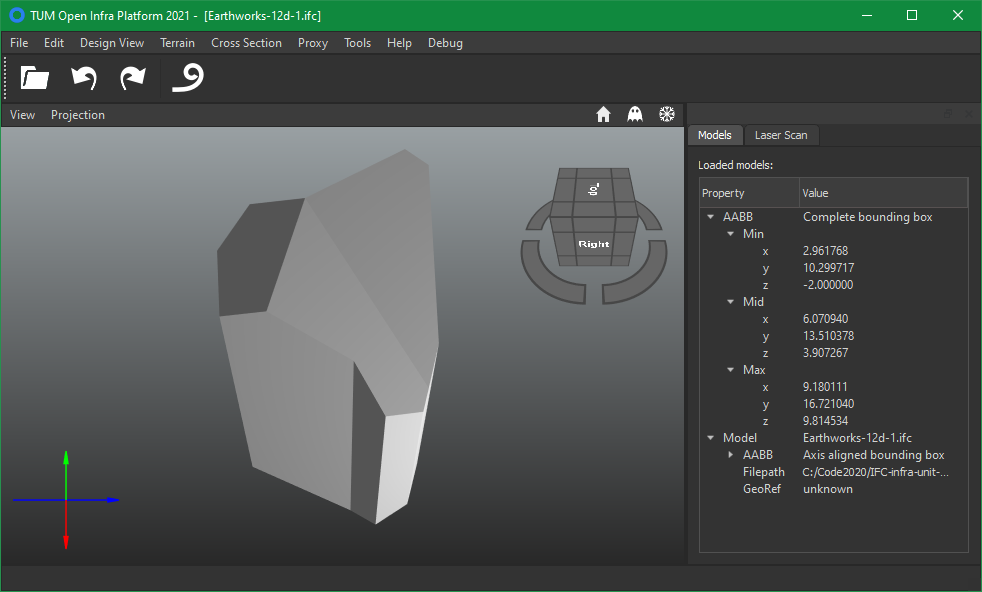 TUM Open Infra Platform 2021 - [Earthworks-12d-1.ifc]
File Edit Design View Terrain Cross Section Proxy Tools Help Debug
View Projection
Models Laser Scan
Loaded models:
Property Value
AABB Complete bounding box
Min
x 2.961768
y 10.299717
z -2.000000
Mid
x 6.070940
y 13.510378
z 3.907267
Max
x 9.180111
y 16.721040
z 9.814534
Model Earthworks-12d-1.ifc
AABB Axis aligned bounding box
Filepath C:/Code2020/IFC-infra-unit-...
GeoRef unknown
Right